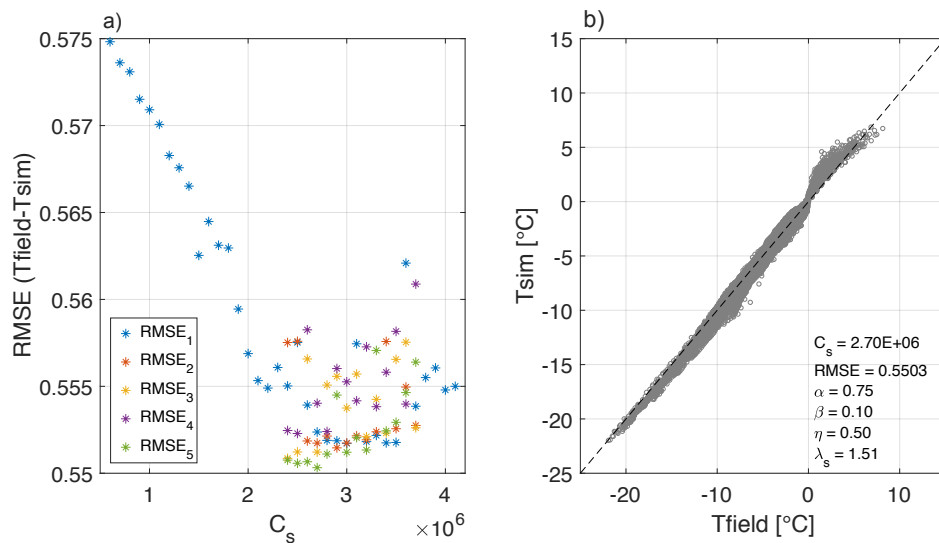 a)
0.575
0.57
0.565
0.56
0.555
0.55
RMSE (Tfield-Tsim)
RMSE₁
RMSE₂
RMSE₃
RMSE₄
RMSE₅
1 2 3 4
×10⁶
Cₛ
b)
15
10
5
0
-5
-10
-15
-20
-25
Tsim [°C]
Cₛ = 2.70E+06
RMSE = 0.5503
α = 0.75
β = 0.10
η = 0.50
λₛ = 1.51
-20 -10 0 10
Tfield [°C]